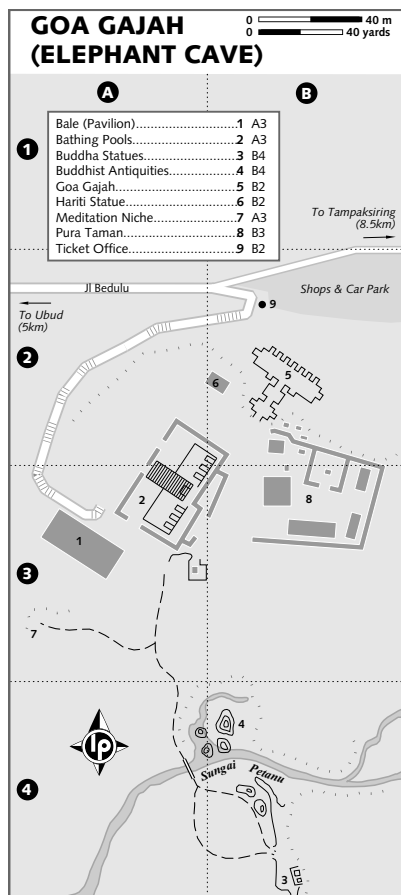 GOA GAJAH
(ELEPHANT CAVE)
0 40 m
0 40 yards
A B
1
Bale (Pavilion)..............................1 A3
Bathing Pools..............................2 A3
Buddha Statues..........................3 B4
Buddhist Antiquities..................4 B4
Goa Gajah...................................5 B2
Hariti Statue................................6 B2
Meditation Niche.......................7 A3
Pura Taman................................8 B3
Ticket Office................................9 B2
To Tampaksiring
(8.5km)
Jl Bedulu
Shops & Car Park
9
To Ubud
(5km)
2
5
6
2
8
1
3
7
lp
4
Sungai Petanu
4
3